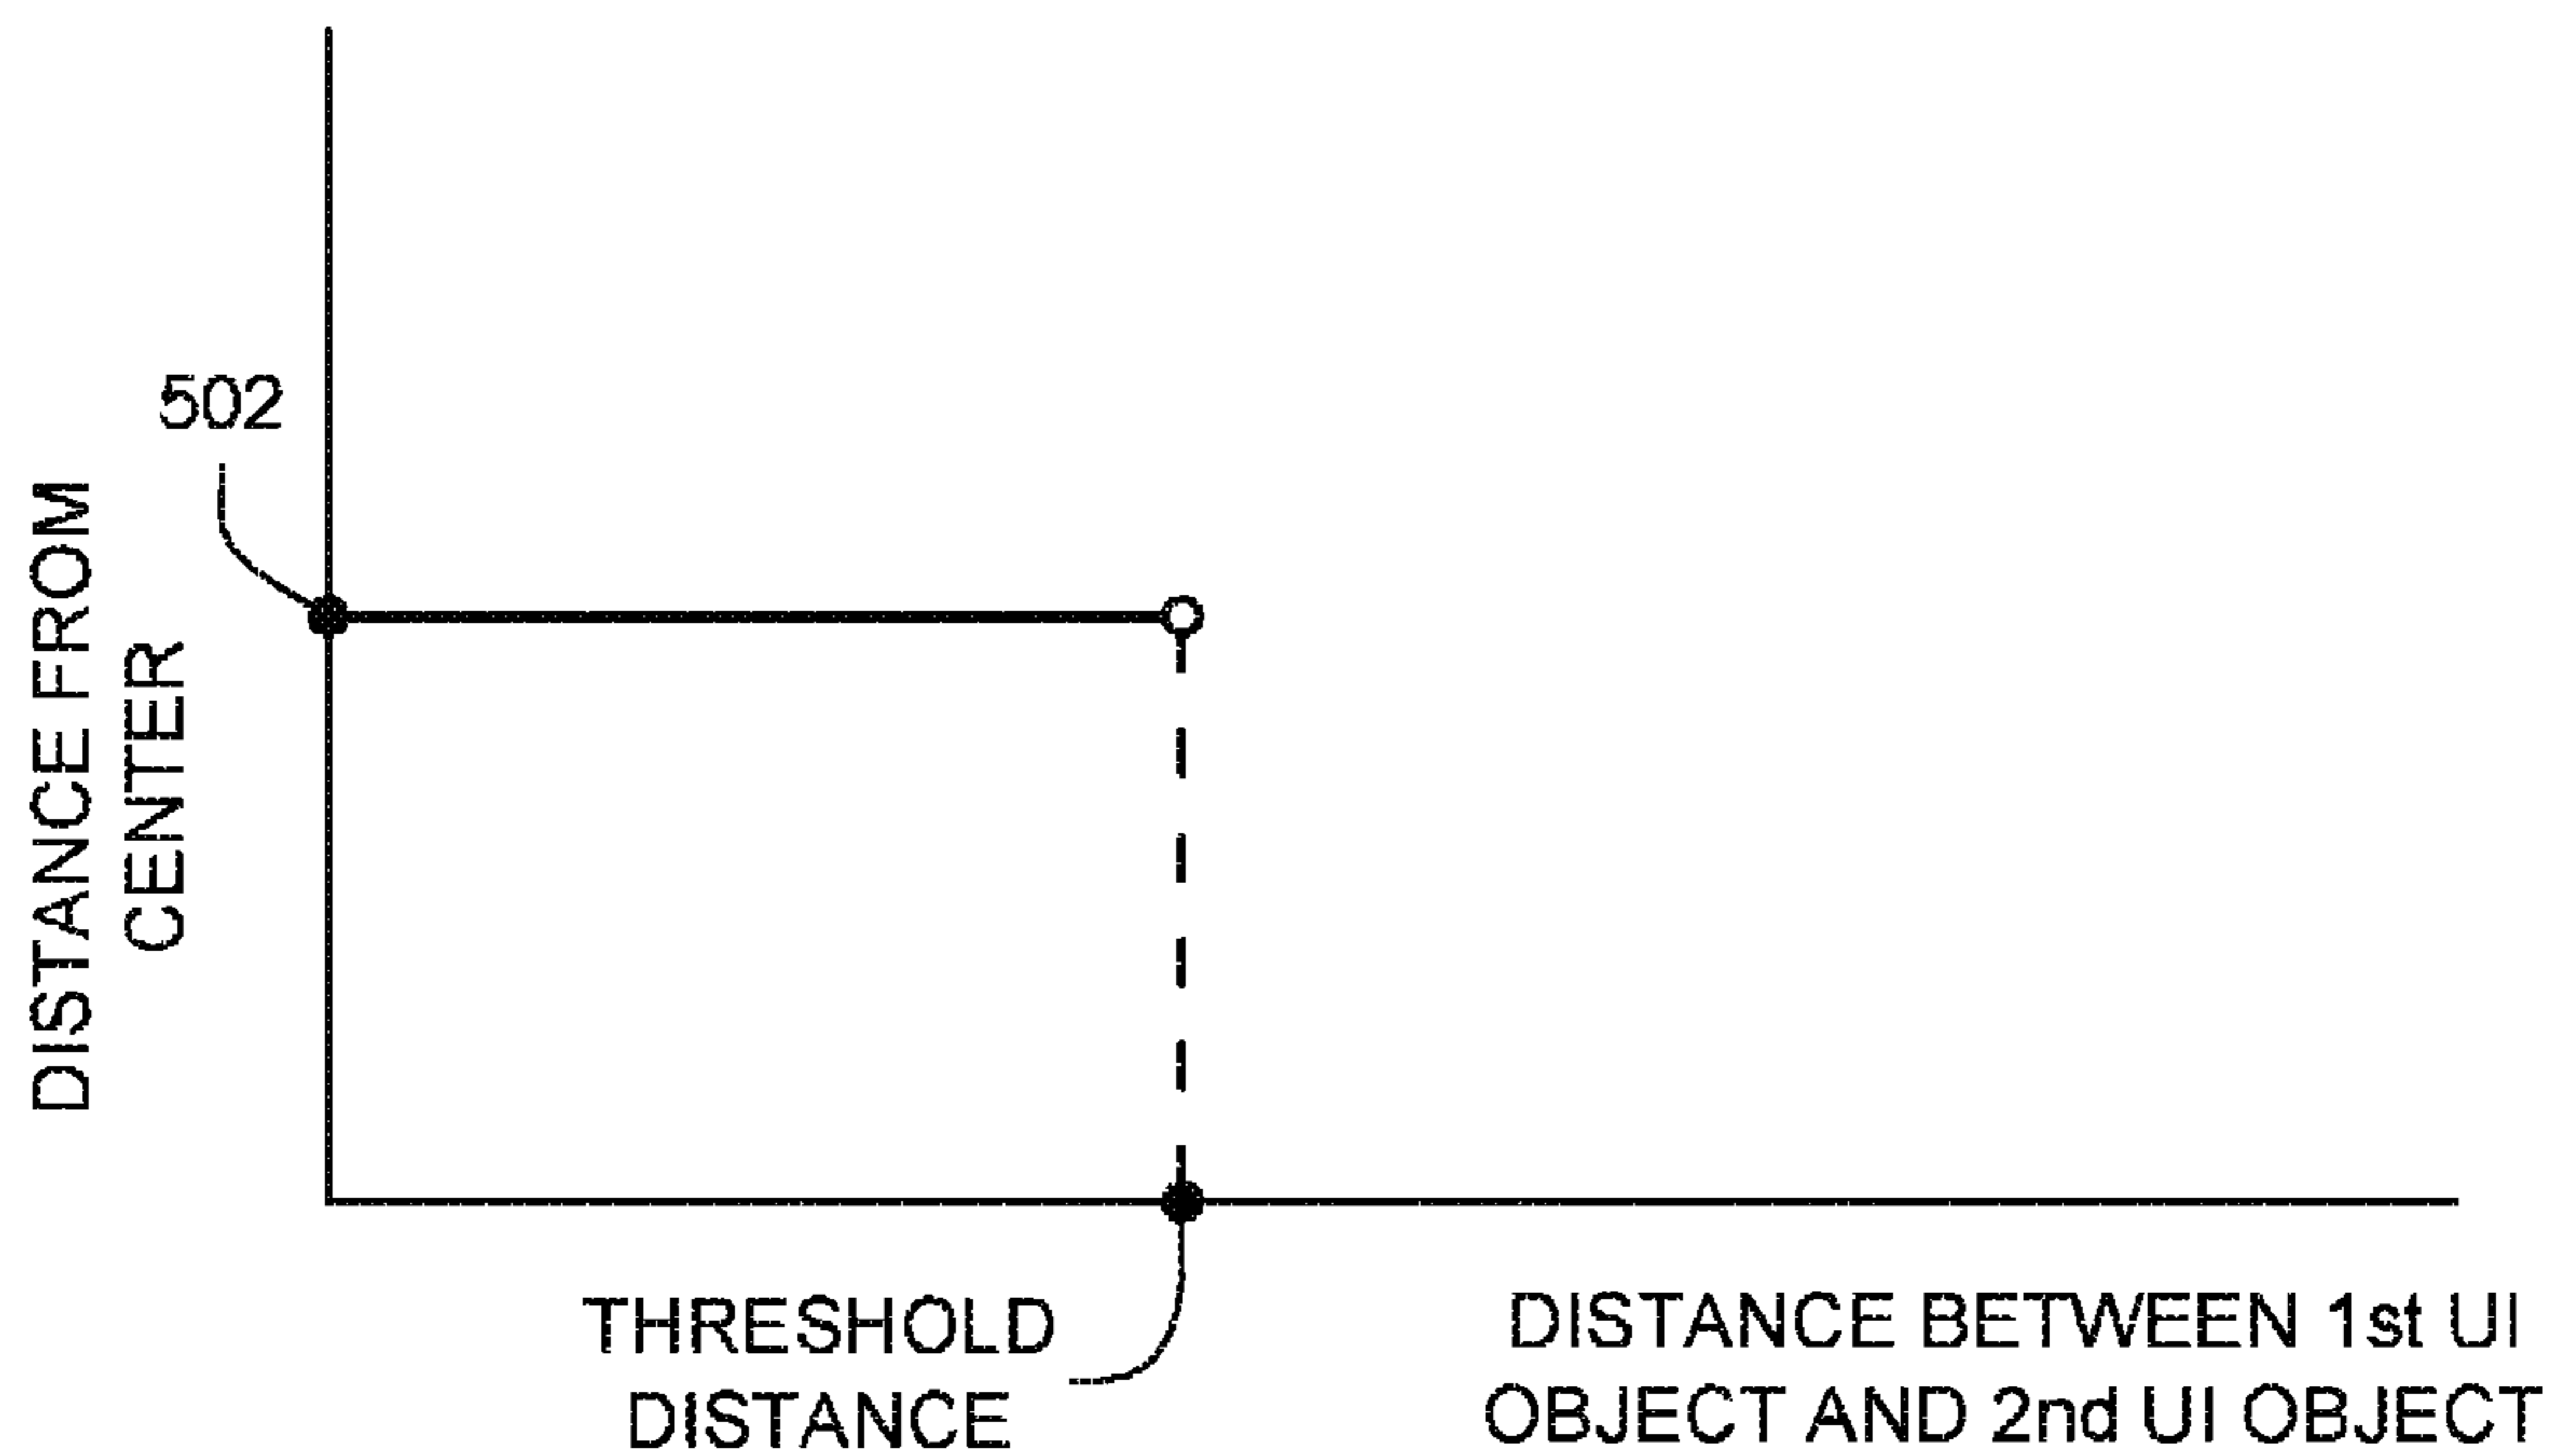 502
DISTANCE FROM
CENTER
THRESHOLD
DISTANCE
DISTANCE BETWEEN 1st UI
OBJECT AND 2nd UI OBJECT